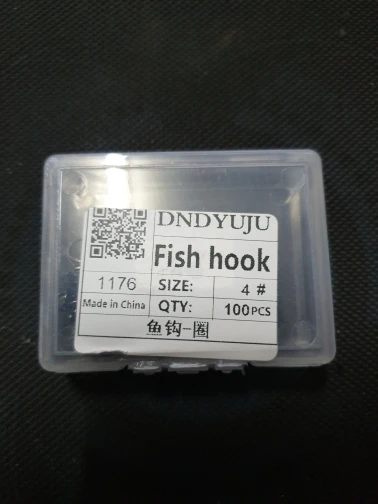 DNDYUJU
Fish hook
1176 SIZE: 4 #
Made in China QTY: 100PCS
鱼钩-圈